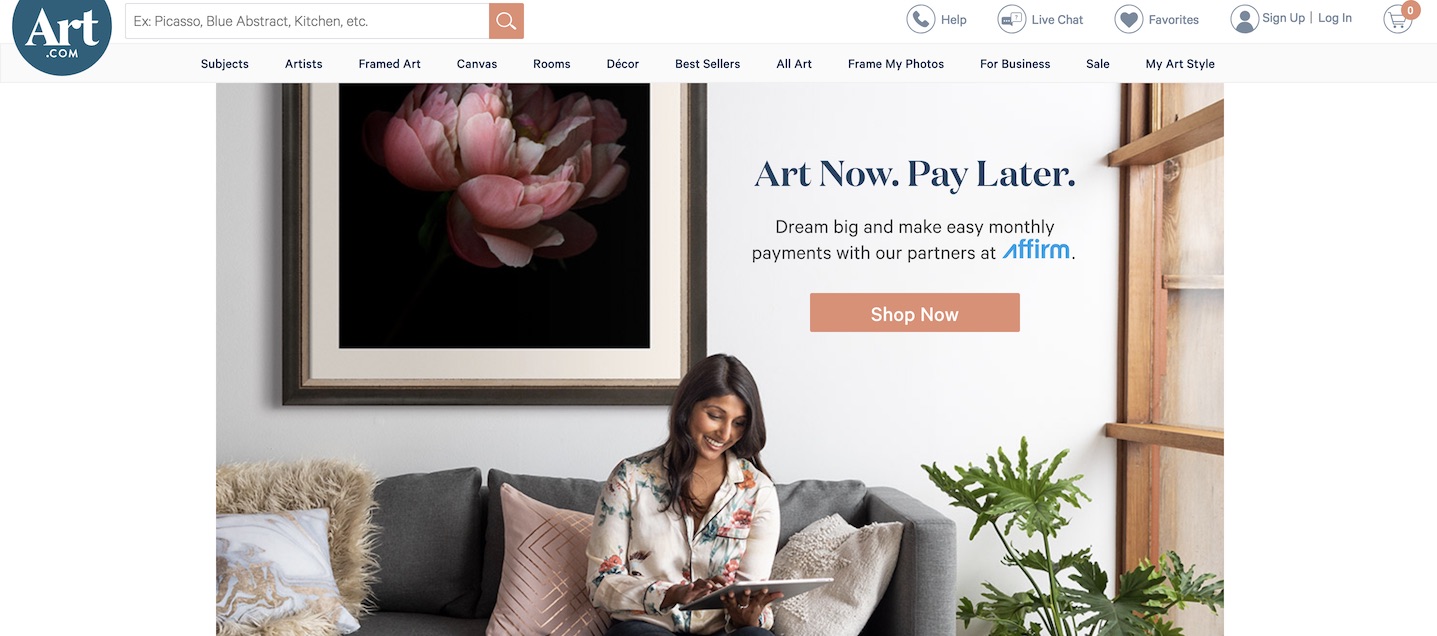 Art
.COM
Ex: Picasso, Blue Abstract, Kitchen, etc.
Help
Live Chat
Favorites
Sign Up | Log In
0
Subjects
Artists
Framed Art
Canvas
Rooms
Décor
Best Sellers
All Art
Frame My Photos
For Business
Sale
My Art Style
Art Now. Pay Later.
Dream big and make easy monthly
payments with our partners at affirm.
Shop Now